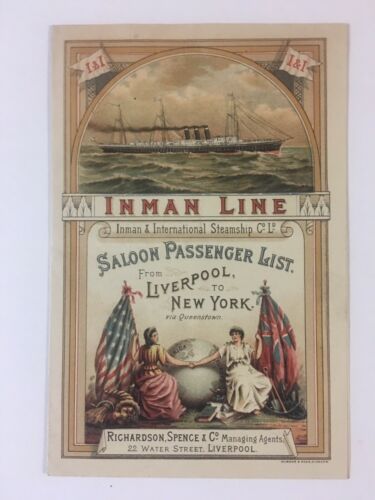 I&I
I&I
INMAN LINE
Inman & International Steamship Co Ld
SALOON PASSENGER LIST.
From
LIVERPOOL,
TO
NEW YORK.
via Queenstown.
RICHARDSON, SPENCE & Co Managing Agents,
22 WATER STREET, LIVERPOOL.